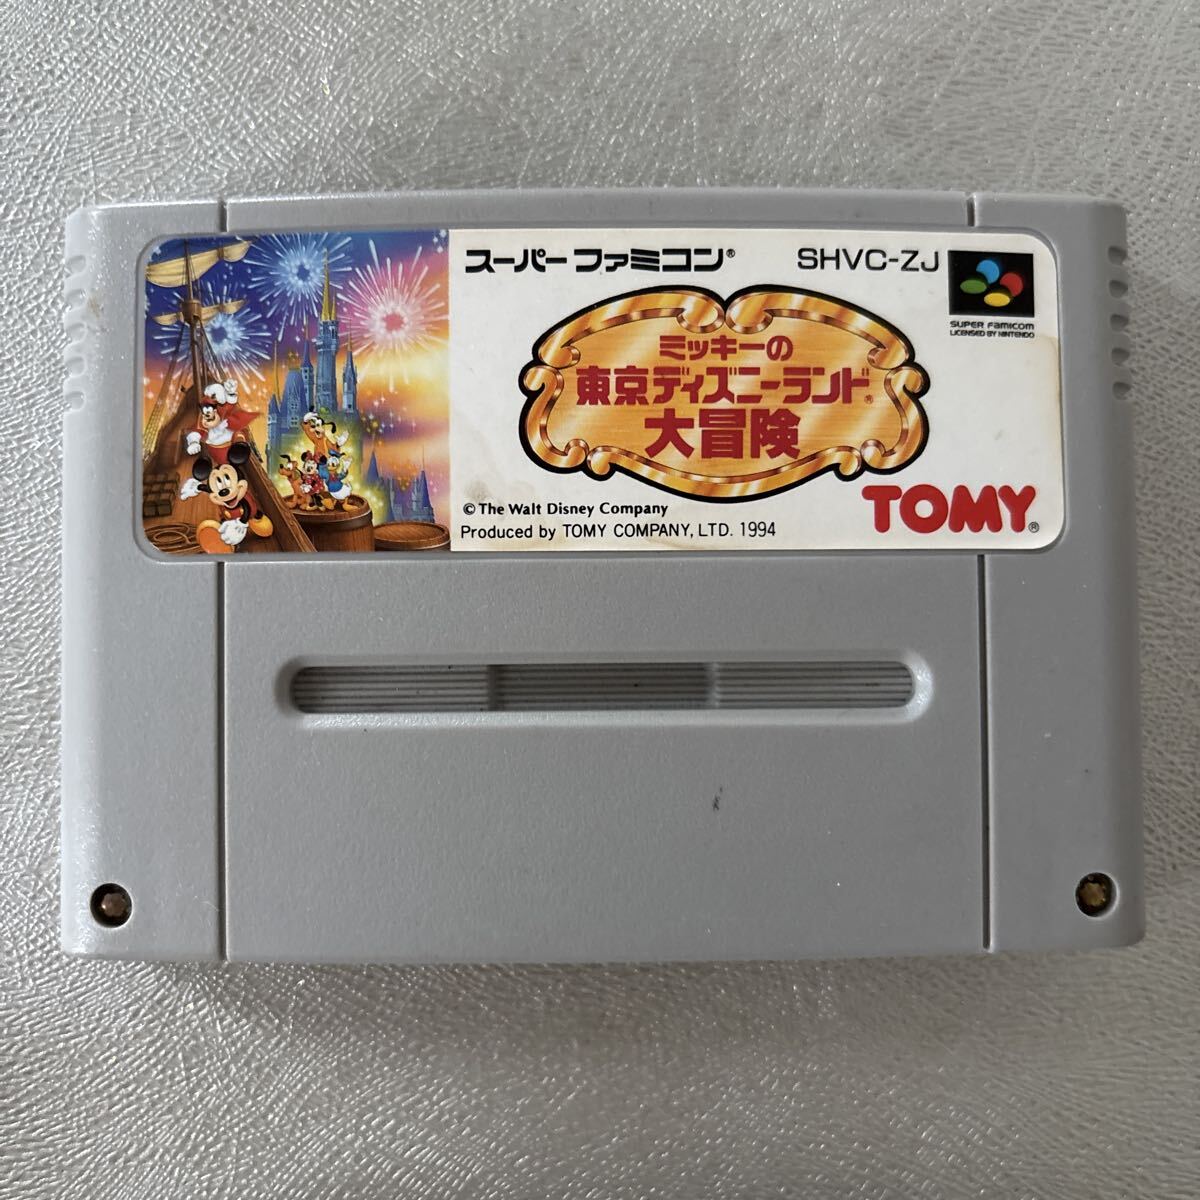 スーパーファミコン®
SHVC-ZJ
SUPER Famicom
LICENSED BY NINTENDO
ミッキーの
東京ディズニーランド®
大冒険
© The Walt Disney Company
Produced by TOMY COMPANY, LTD. 1994
TOMY®